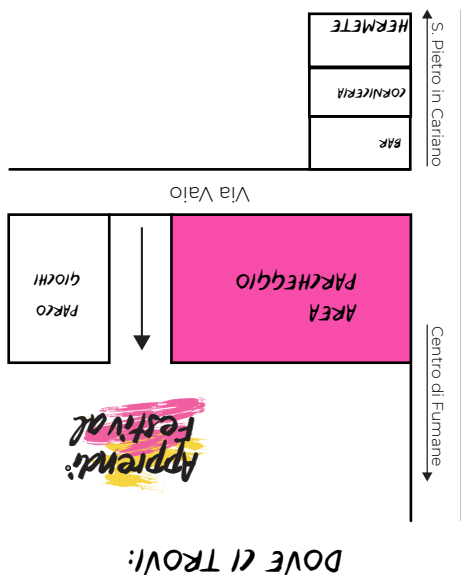 DOVE CI TROVI:
Apprendi°
Festival
Centro di Fumane
AREA
PARCHEGGIO
PARCO
GIOCHI
Via Vaio
BAR
CORNICERIA
HERMETE
S. Pietro in Cariano